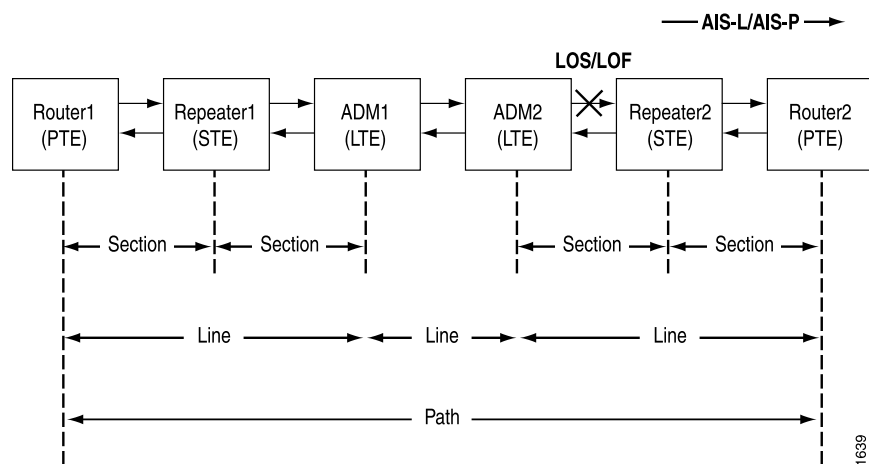 AIS-L/AIS-P
LOS/LOF
Router1
(PTE)
Repeater1
(STE)
ADM1
(LTE)
ADM2
(LTE)
Repeater2
(STE)
Router2
(PTE)
Section
Section
Section
Section
Line
Line
Line
Path
1639